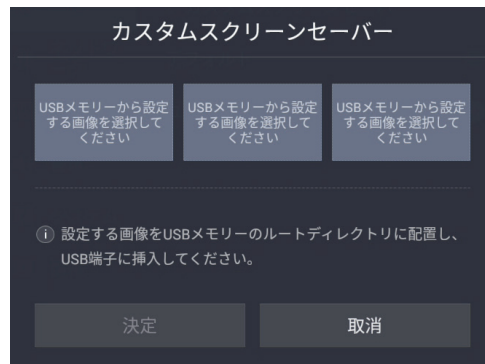 カスタムスクリーンセーバー
USBメモリーから設定
する画像を選択して
ください
USBメモリーから設定
する画像を選択して
ください
USBメモリーから設定
する画像を選択して
ください
設定する画像をUSBメモリーのルートディレクトリに配置し、
USB端子に挿入してください。
決定
取消